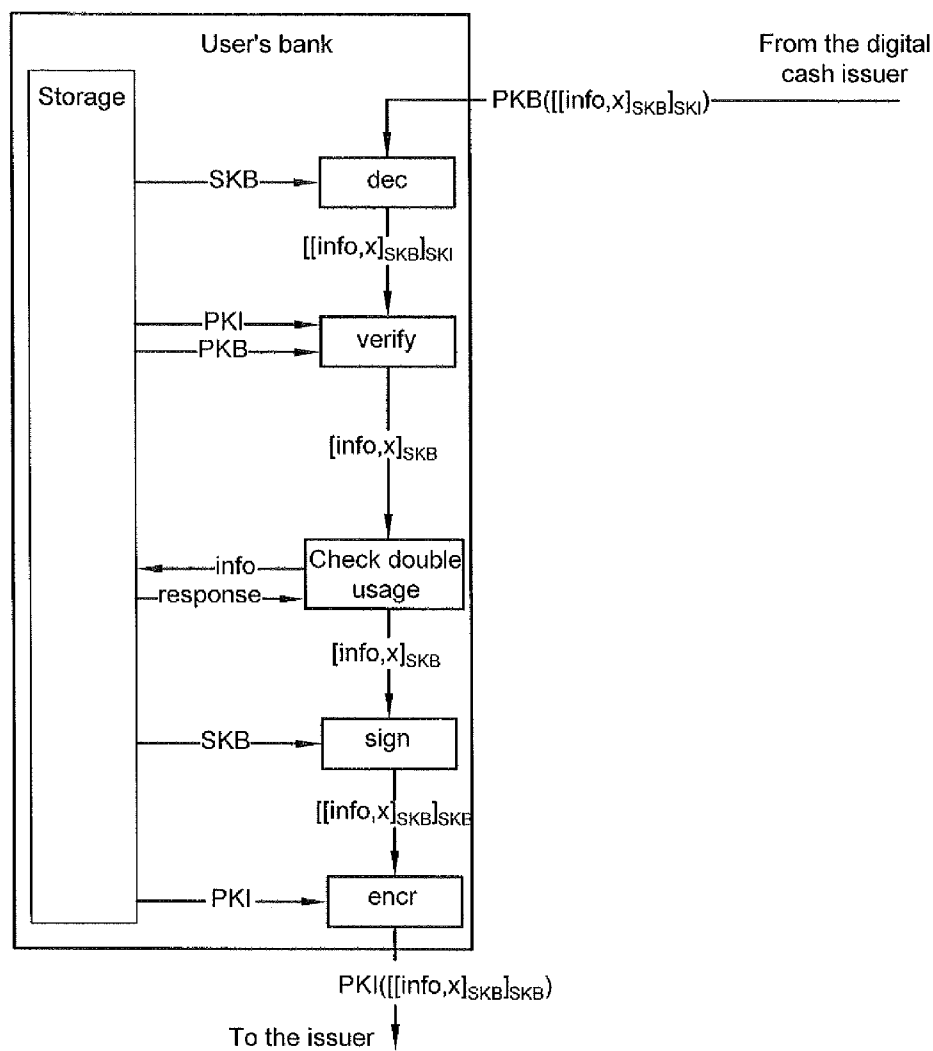 User's bank
From the digital
cash issuer
Storage
PKB([[info,x]SKB]SKI)
dec
SKB
[[info,x]SKB]SKI
PKI
PKB
verify
[info,x]SKB
Check double
usage
info
response
[info,x]SKB
SKB
sign
[[info,x]SKB]SKB
PKI
encr
PKI([[info,x]SKB]SKB)
To the issuer